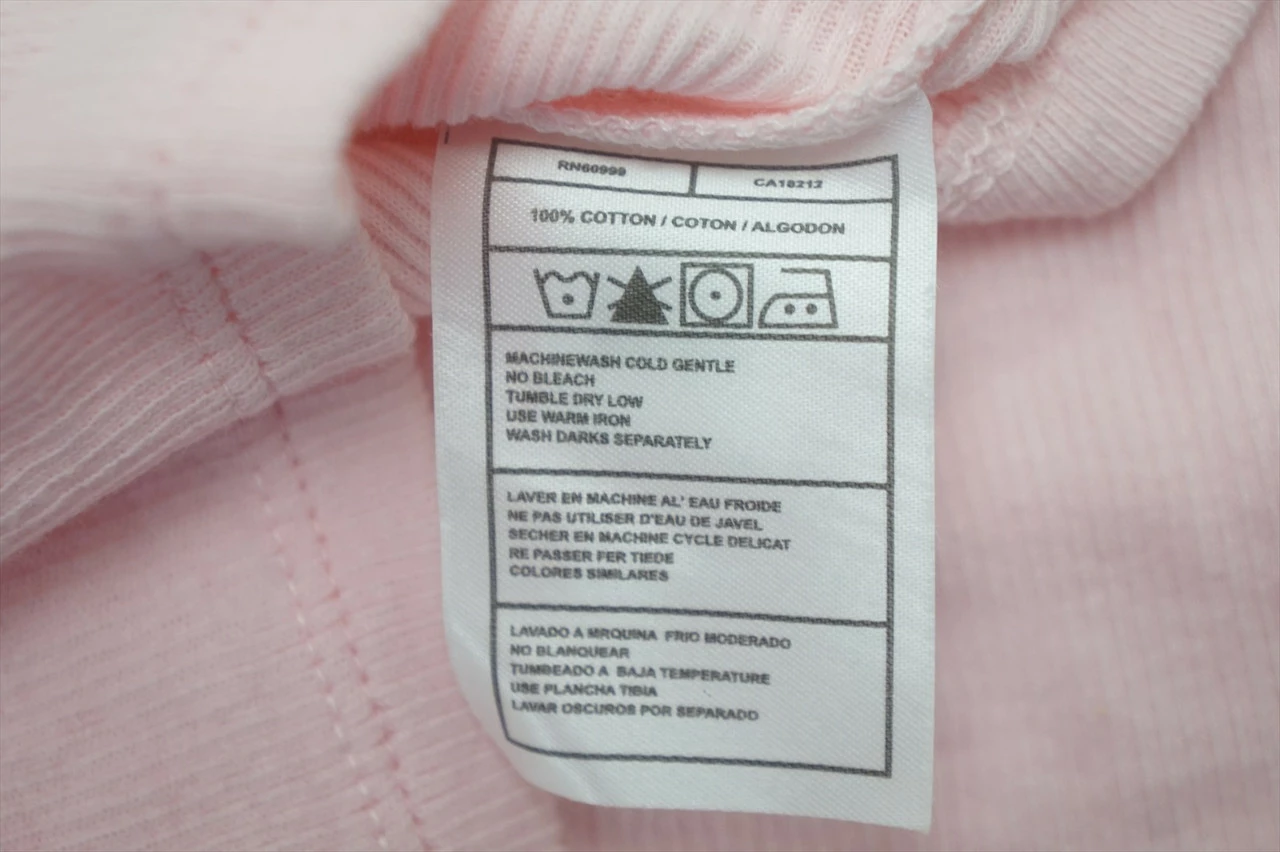 RN60999 CA18212
100% COTTON / COTON / ALGODON
MACHINEWASH COLD GENTLE
NO BLEACH
TUMBLE DRY LOW
USE WARM IRON
WASH DARKS SEPARATELY
LAVER EN MACHINE AL' EAU FROIDE
NE PAS UTILISER D'EAU DE JAVEL
SECHER EN MACHINE CYCLE DELICAT
RE PASSER FER TIEDE
COLORES SIMILARES
LAVADO A MRQUINA FRIO MODERADO
NO BLANQUEAR
TUMBEADO A BAJA TEMPERATURE
USE PLANCHA TIBIA
LAVAR OSCUROS POR SEPARADO